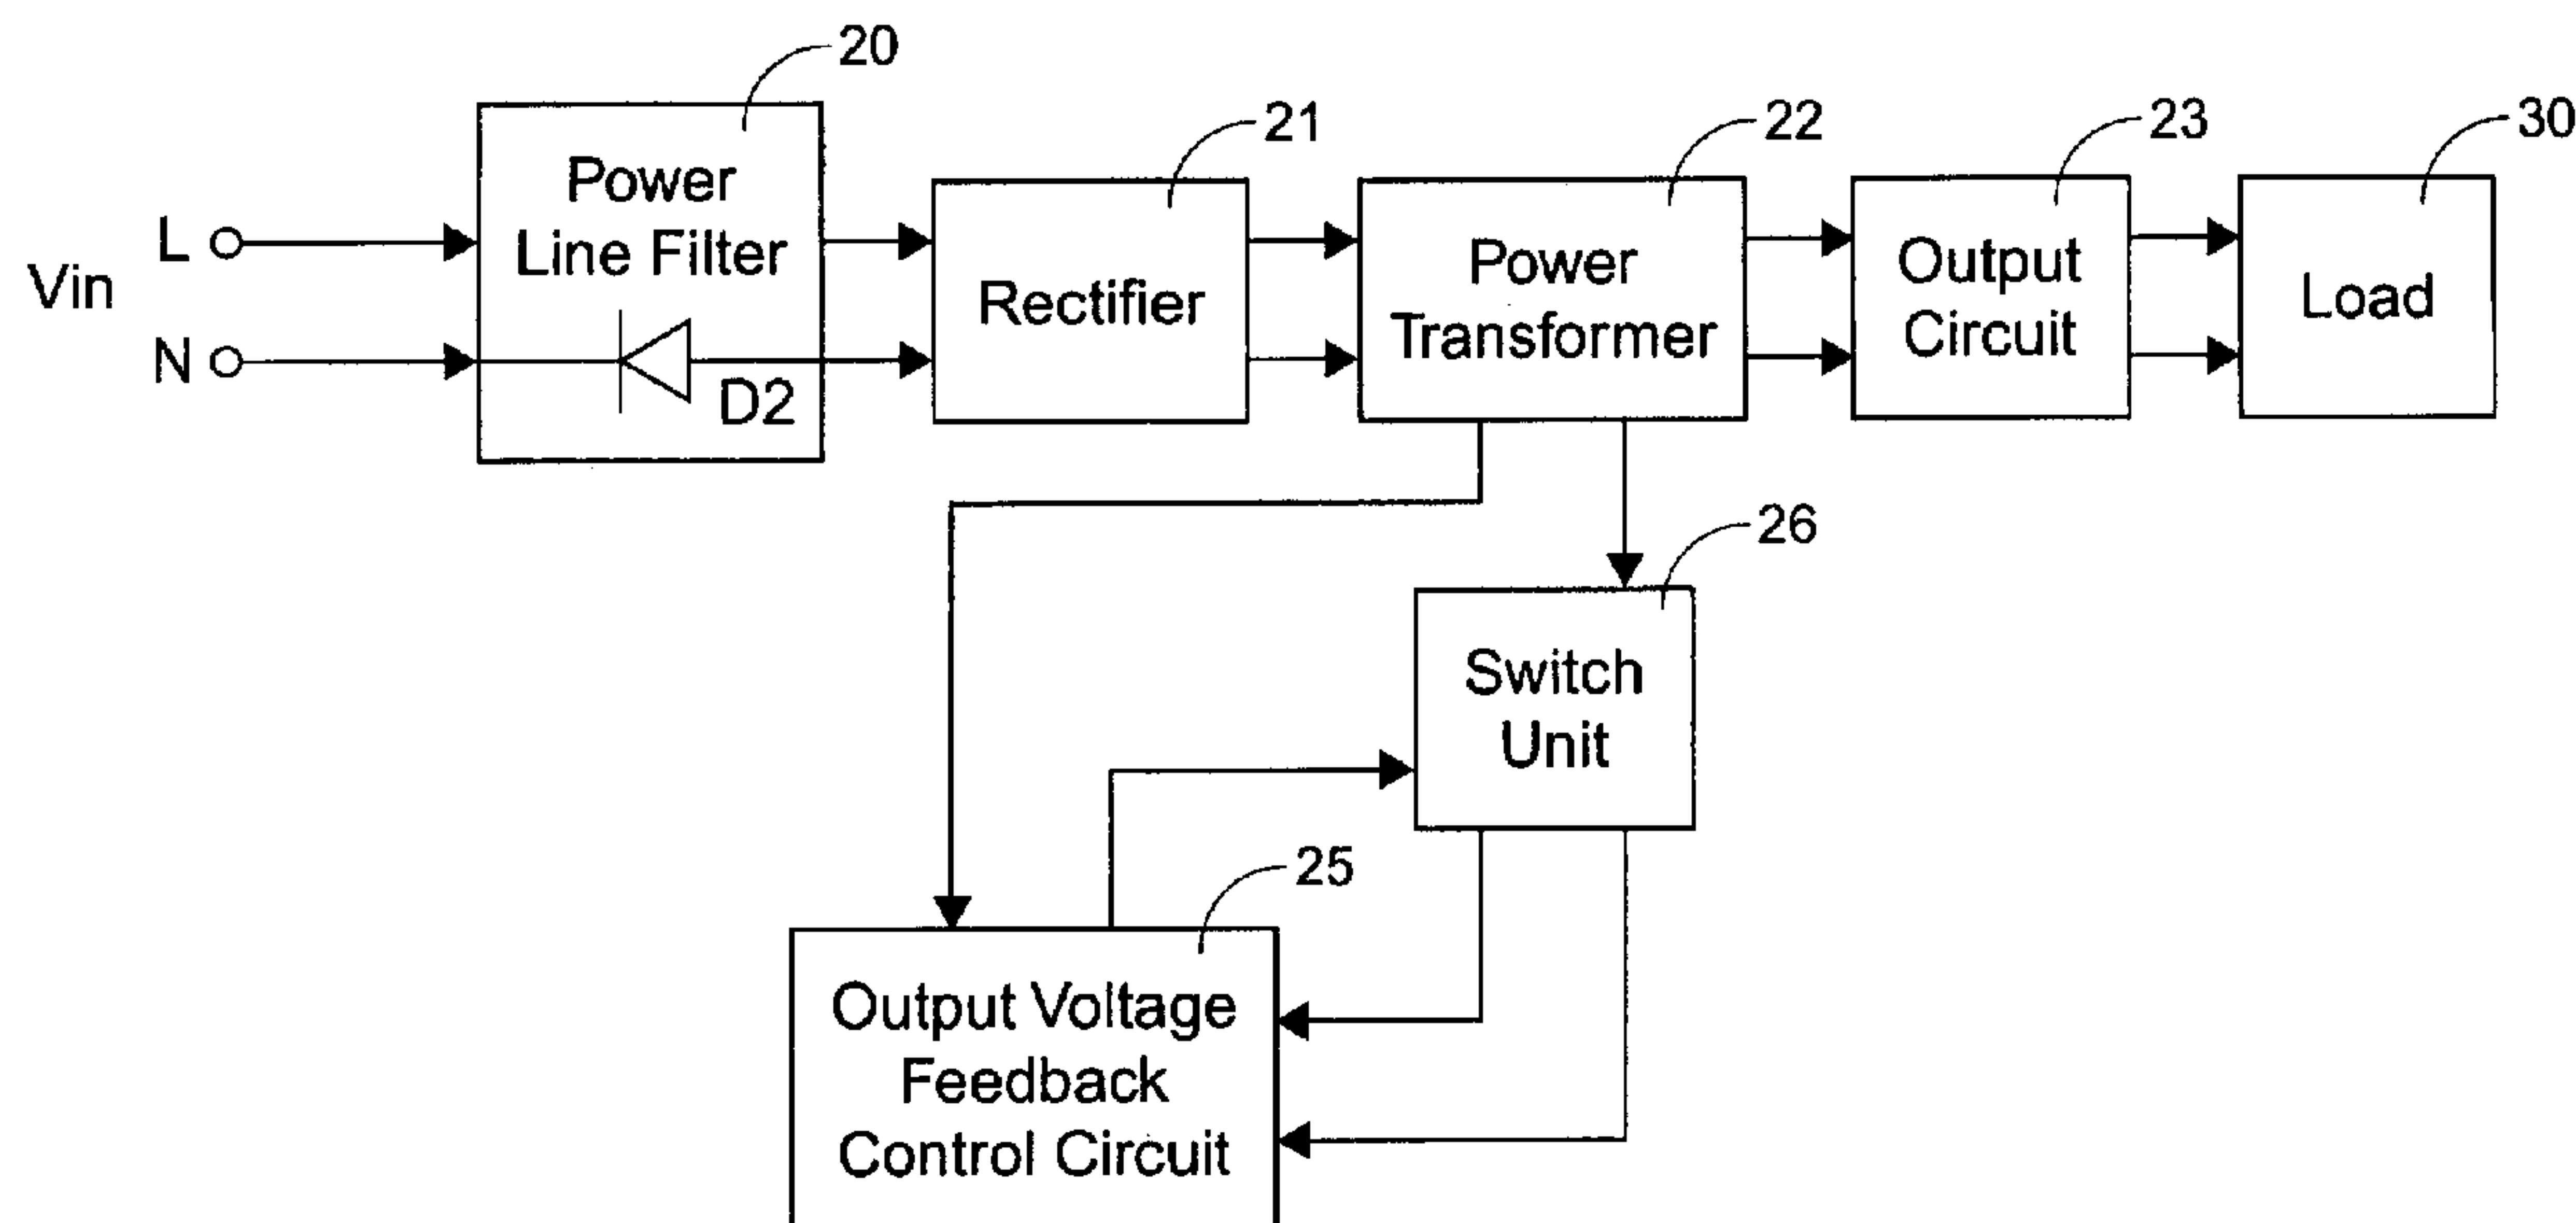 20
21
22
23
30
Power
Line Filter
L
Vin
N
D2
Rectifier
Power
Transformer
Output
Circuit
Load
26
Switch
Unit
25
Output Voltage
Feedback
Control Circuit